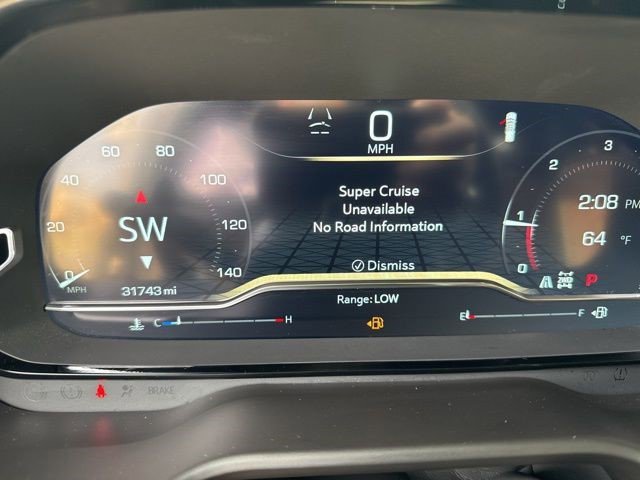 0
MPH
60 80
40 100
20 120
0 140
MPH
SW
31743 mi
Super Cruise
Unavailable
No Road Information
Dismiss
Range: LOW
3
2
1
0
2:08 PM
64 °F
2WD
P
C H
E F
BRAKE